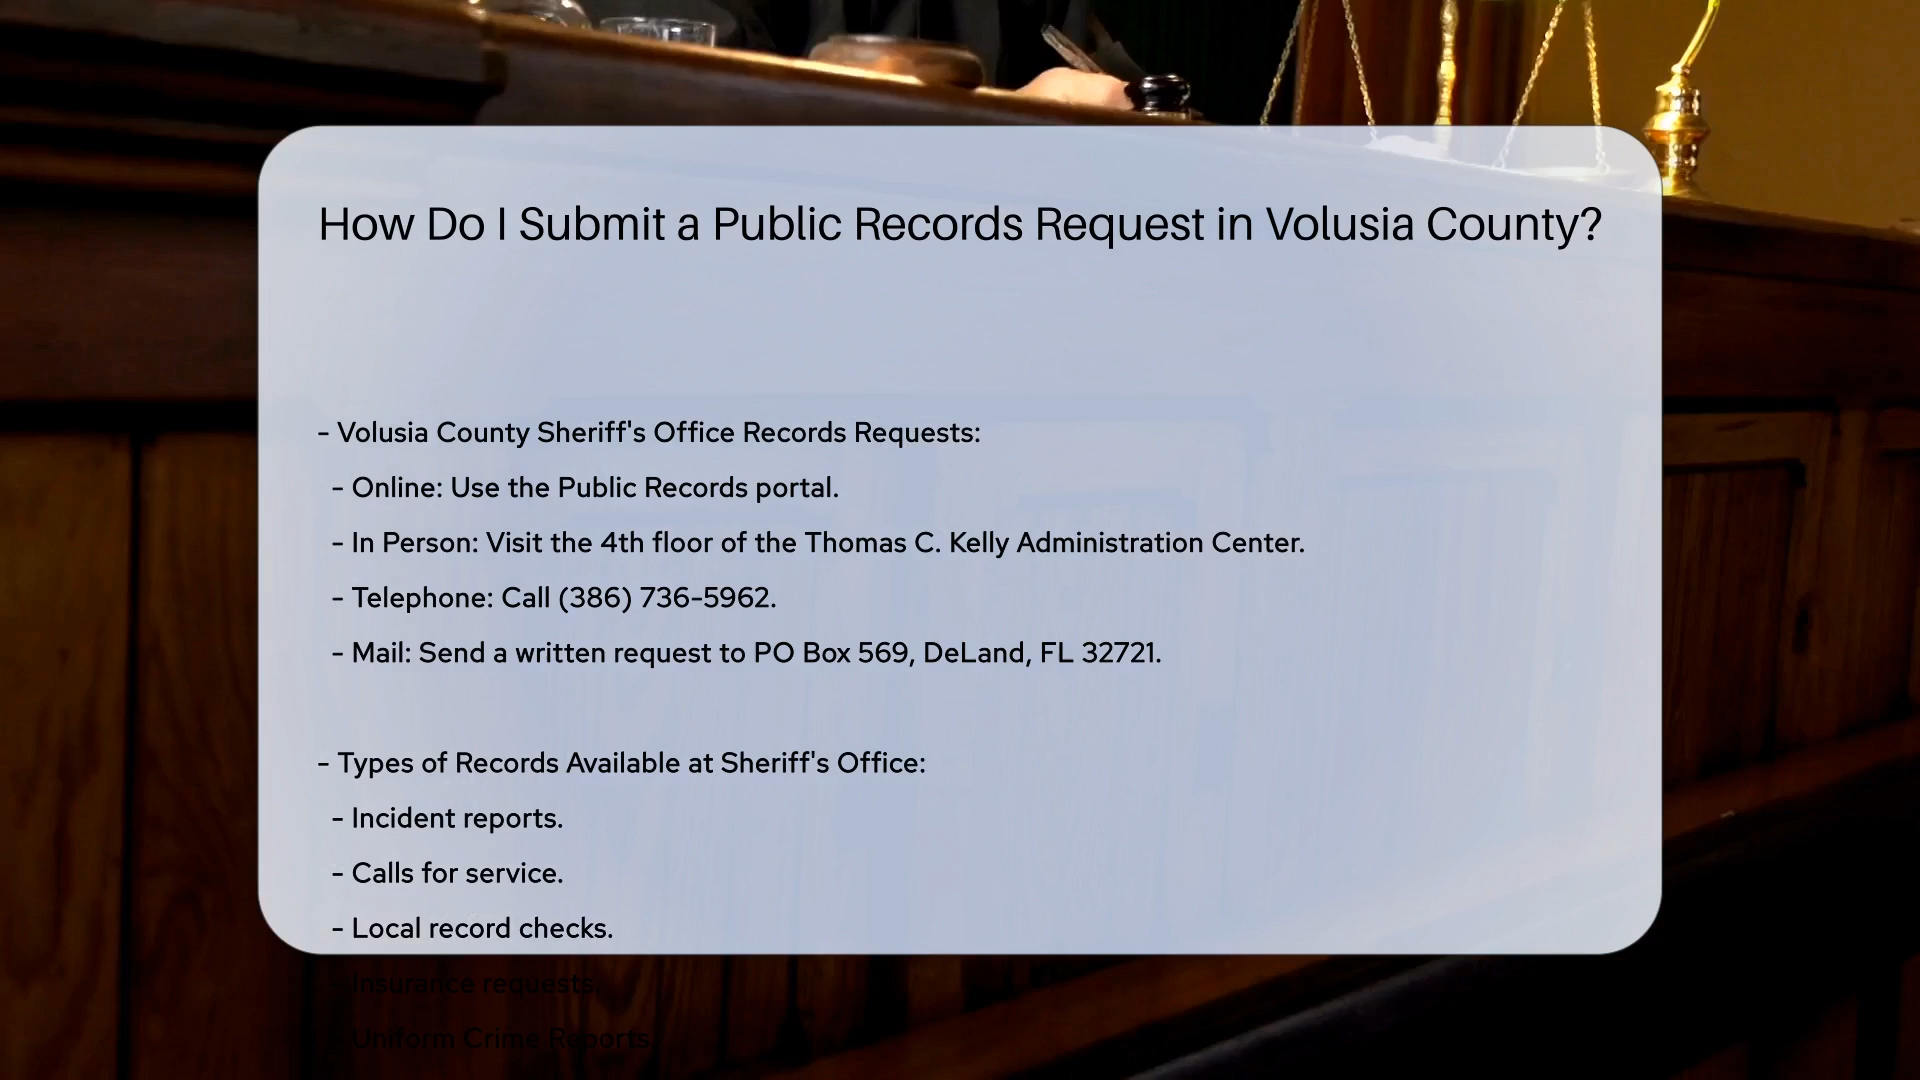 How Do I Submit a Public Records Request in Volusia County?
- Volusia County Sheriff's Office Records Requests:
- Online: Use the Public Records portal.
- In Person: Visit the 4th floor of the Thomas C. Kelly Administration Center.
- Telephone: Call (386) 736-5962.
- Mail: Send a written request to PO Box 569, DeLand, FL 32721.
- Types of Records Available at Sheriff's Office:
- Incident reports.
- Calls for service.
- Local record checks.
- Insurance requests.
- Uniform Crime Reports.